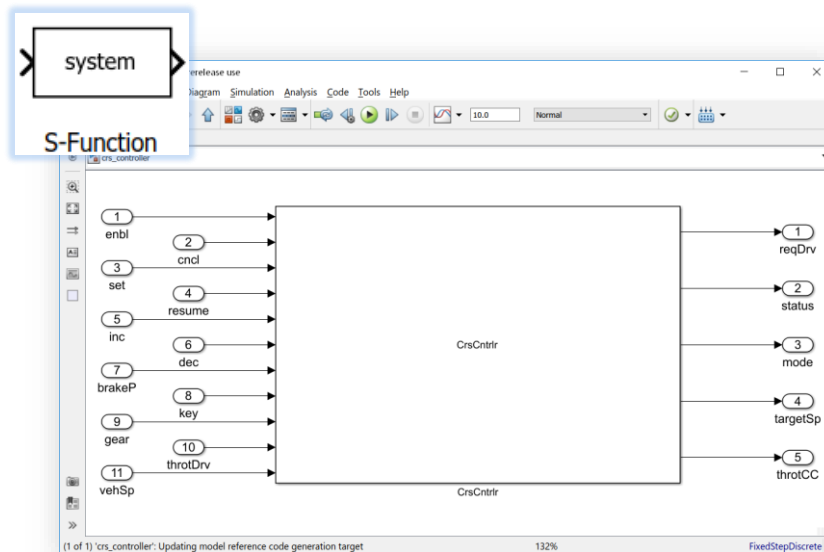 system
S-Function
rerelease use
Diagram Simulation Analysis Code Tools Help
10.0 Normal
crs_controller
1
enbl
2
cncl
3
set
4
resume
5
inc
6
dec
7
brakeP
8
key
9
gear
10
throtDrv
11
vehSp
CrsCntrlr
CrsCntrlr
1
reqDrv
2
status
3
mode
4
targetSp
5
throtCC
(1 of 1) 'crs_controller': Updating model reference code generation target 132% FixedStepDiscrete